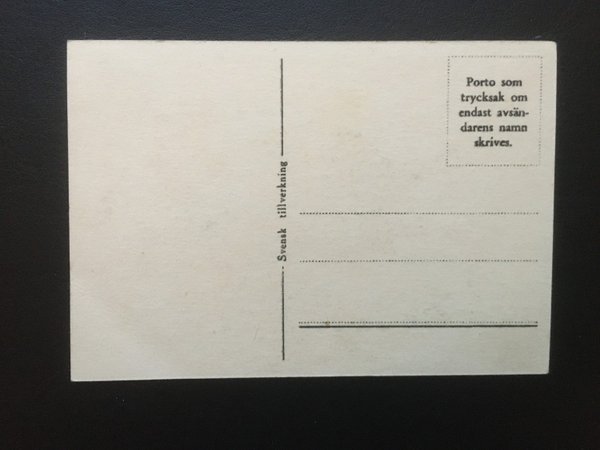 Porto som
trycksak om
endast avsän-
darens namn
skrives.
Svensk tillverkning